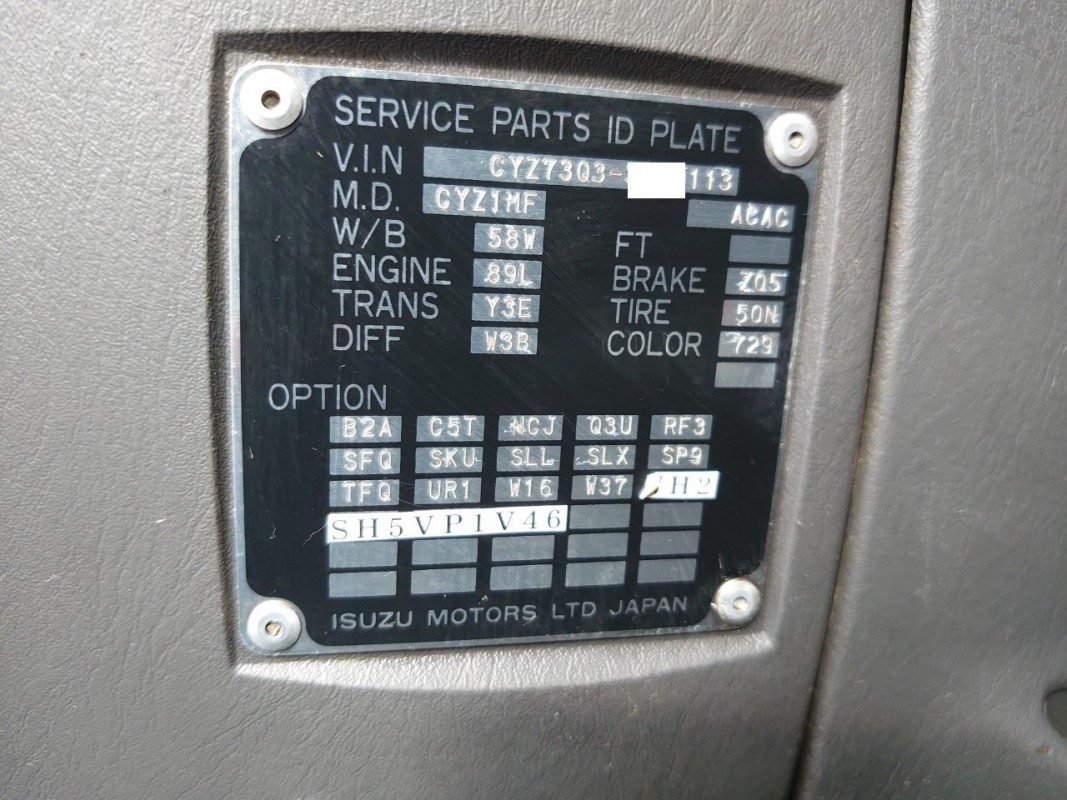 SERVICE PARTS ID PLATE
V.I.N CYZ73Q3- 113
M.D. CYZ1MF ACAC
W/B 58W FT
ENGINE 89L BRAKE ZQ5
TRANS Y3E TIRE 50N
DIFF W3B COLOR 729
OPTION
B2A C5T NCJ Q3U RF3
SFQ SKU SLL SLX SP9
TFQ UR1 W16 W37 H2
SH5VP1V46
ISUZU MOTORS LTD JAPAN